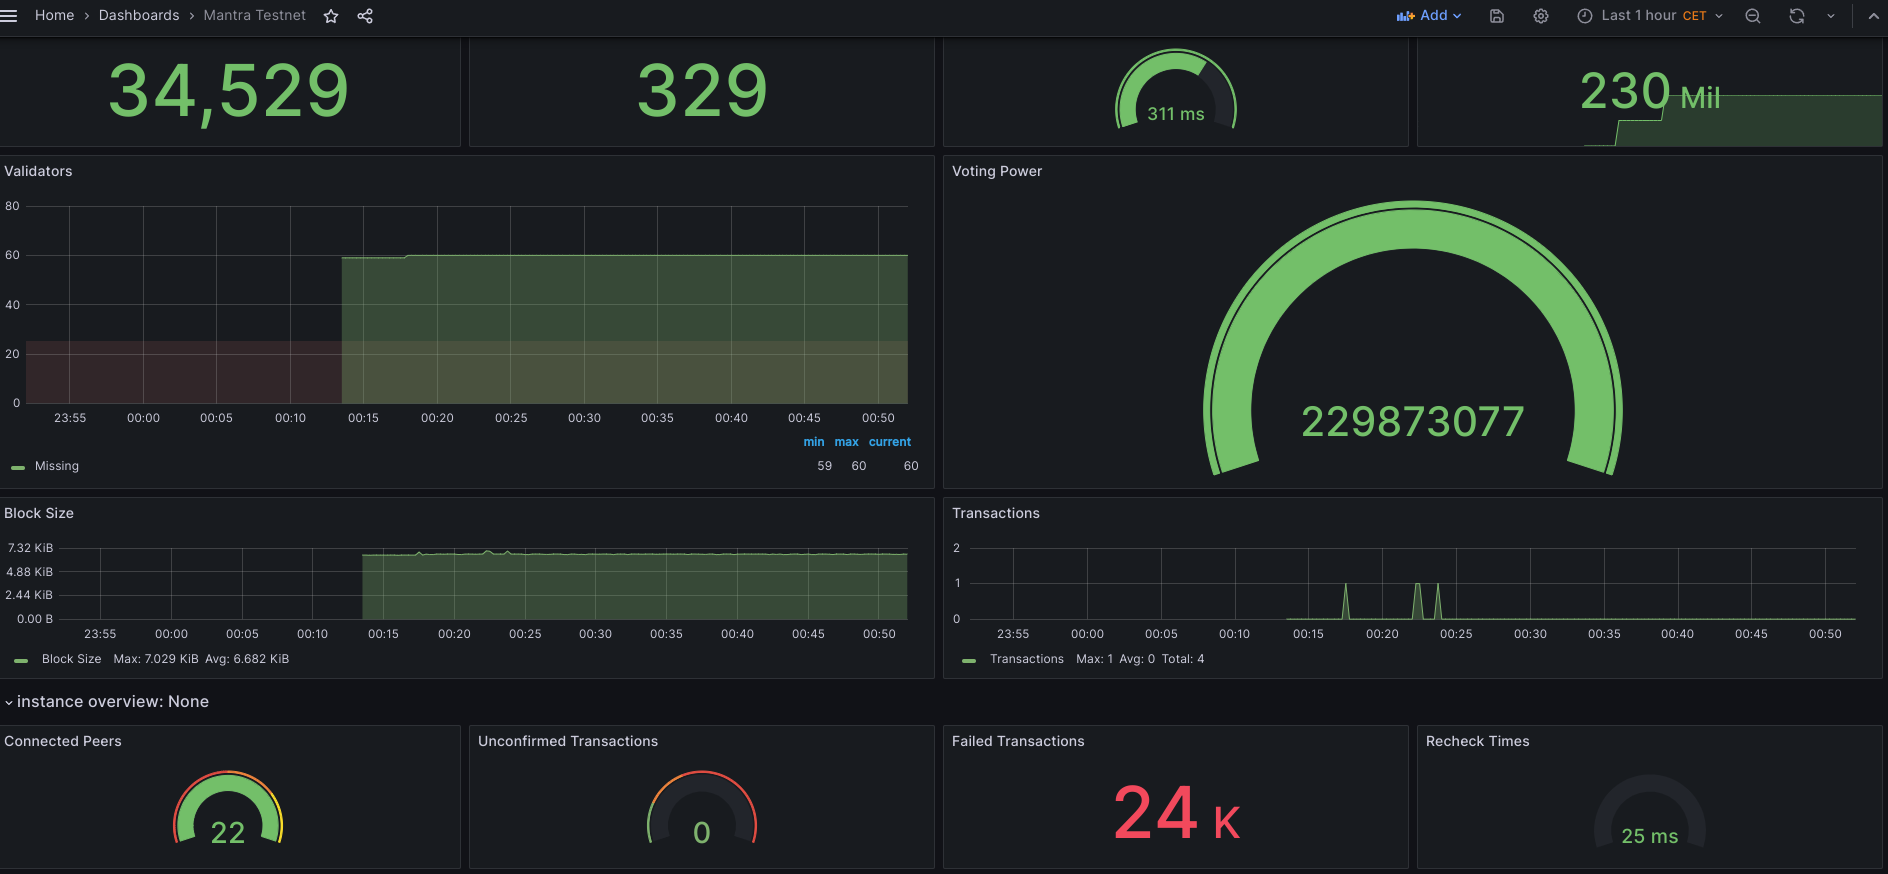 Home › Dashboards › Mantra Testnet
Add
Last 1 hour CET
34,529
329
311 ms
230 Mil
Validators
80
60
40
20
0
23:55 00:00 00:05 00:10 00:15 00:20 00:25 00:30 00:35 00:40 00:45 00:50
min max current
Missing 59 60 60
Voting Power
229873077
Block Size
7.32 KiB
4.88 KiB
2.44 KiB
0.00 B
23:55 00:00 00:05 00:10 00:15 00:20 00:25 00:30 00:35 00:40 00:45 00:50
Block Size Max: 7.029 KiB Avg: 6.682 KiB
Transactions
2
1
0
23:55 00:00 00:05 00:10 00:15 00:20 00:25 00:30 00:35 00:40 00:45 00:50
Transactions Max: 1 Avg: 0 Total: 4
instance overview: None
Connected Peers
22
Unconfirmed Transactions
0
Failed Transactions
24 K
Recheck Times
25 ms